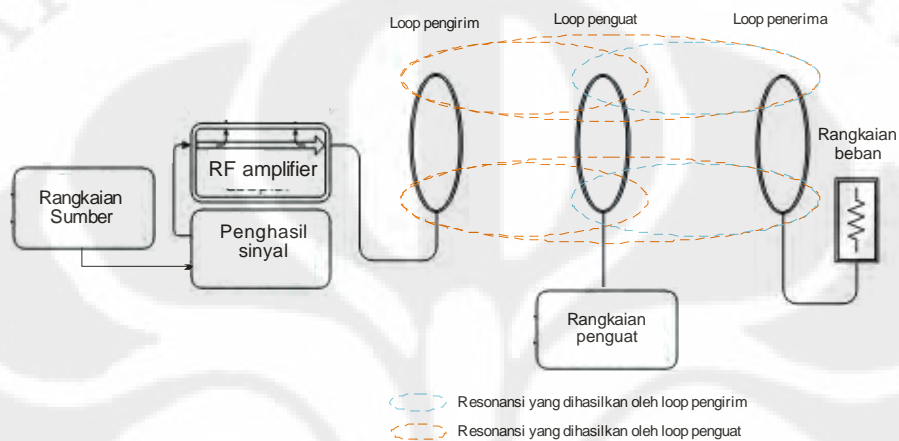 Loop pengirim
Loop penguat
Loop penerima
Rangkaian
beban
RF amplifier
Rangkaian
Sumber
Penghasil
sinyal
Rangkaian
penguat
Resonansi yang dihasilkan oleh loop pengirim
Resonansi yang dihasilkan oleh loop penguat